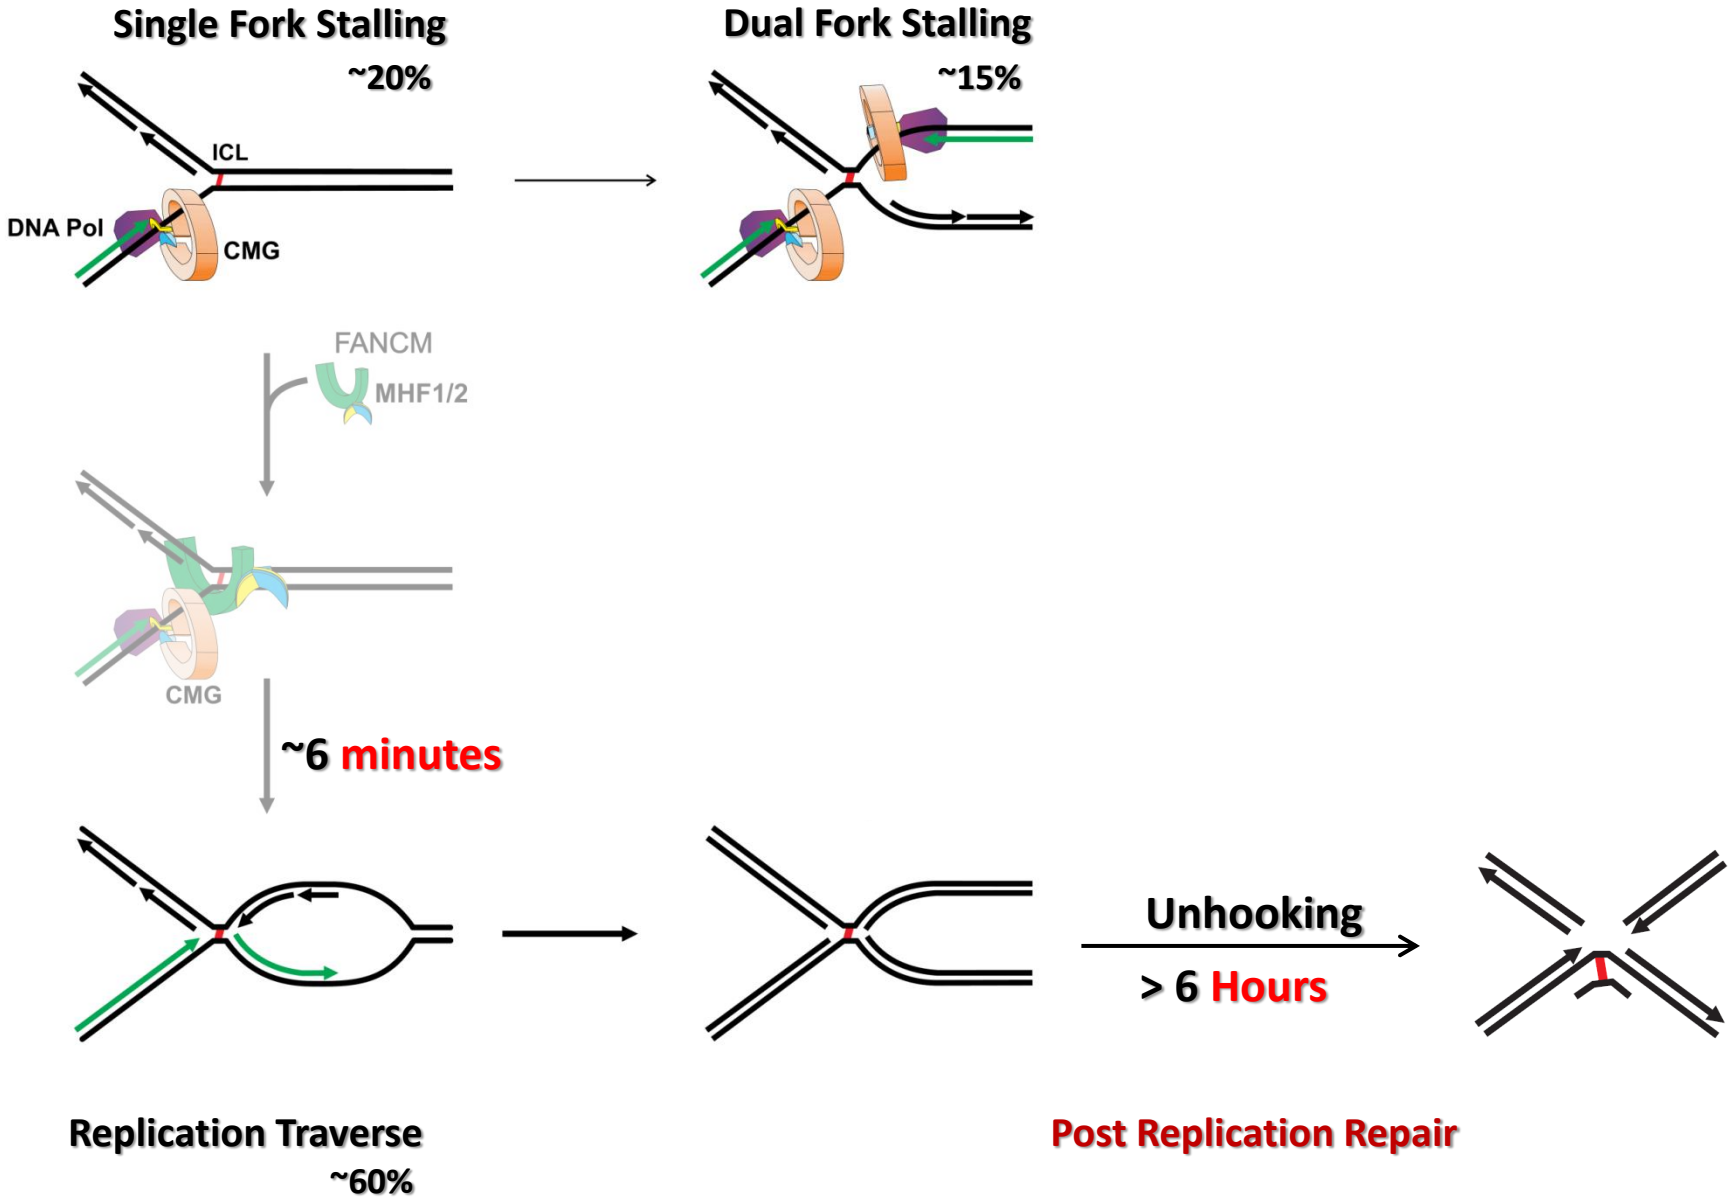 Single Fork Stalling
~20%
Dual Fork Stalling
~15%
ICL
DNA Pol
CMG
FANCM
MHF1/2
CMG
~6 minutes
Unhooking
> 6 Hours
Replication Traverse
~60%
Post Replication Repair